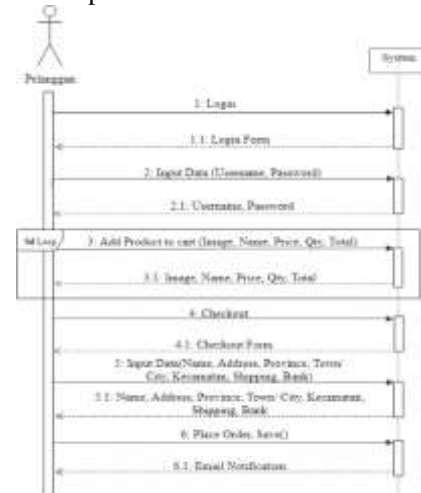 Pelanggan
System
1: Login
1.1: Login Form
2: Input Data (Username, Password)
2.1: Username, Password
Loop
3: Add Product to cart (Image, Name, Price, Qty, Total)
3.1: Image, Name, Price, Qty, Total
4: Checkout
4.1: Checkout Form
5: Input Data(Name, Address, Province, Town/
City, Kecamatan, Shipping, Bank)
5.1: Name, Address, Province, Town/ City, Kecamatan,
Shipping, Bank
6: Place Order, Save()
6.1: Email Notification